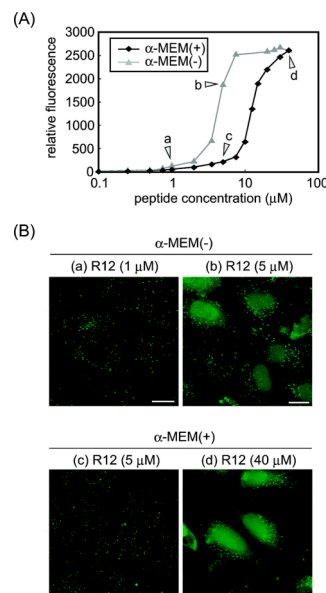 (A)
relative fluorescence
3000
2500
2000
1500
1000
500
0
α-MEM(+)
α-MEM(-)
a
b
c
d
0.1
1
10
100
peptide concentration (μM)
(B)
α-MEM(-)
(a) R12 (1 μM) (b) R12 (5 μM)
α-MEM(+)
(c) R12 (5 μM) (d) R12 (40 μM)